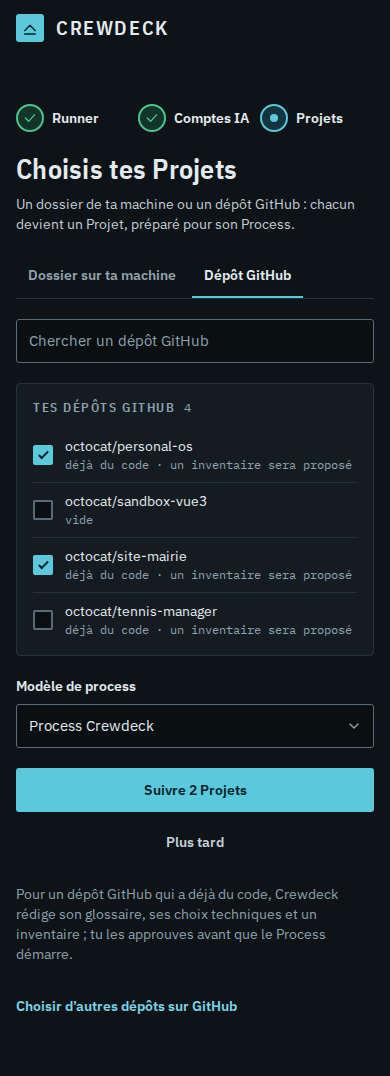 CREWDECK
Runner
Comptes IA
Projets
Choisis tes Projets
Un dossier de ta machine ou un dépôt GitHub : chacun
devient un Projet, préparé pour son Process.
Dossier sur ta machine
Dépôt GitHub
Chercher un dépôt GitHub
TES DÉPÔTS GITHUB 4
octocat/personal-os
déjà du code · un inventaire sera proposé
octocat/sandbox-vue3
vide
octocat/site-mairie
déjà du code · un inventaire sera proposé
octocat/tennis-manager
déjà du code · un inventaire sera proposé
Modèle de process
Process Crewdeck
Suivre 2 Projets
Plus tard
Pour un dépôt GitHub qui a déjà du code, Crewdeck
rédige son glossaire, ses choix techniques et un
inventaire ; tu les approuves avant que le Process
démarre.
Choisir d'autres dépôts sur GitHub